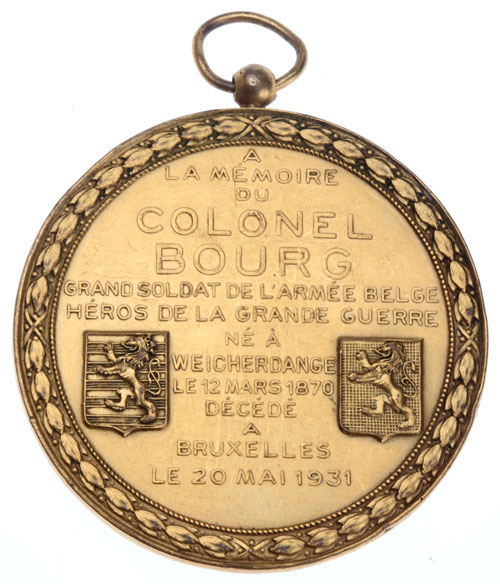 A
LA MÉMOIRE
DU
COLONEL
BOURG
GRAND SOLDAT DE L'ARMÉE BELGE
HÉROS DE LA GRANDE GUERRE
NÉ À
WEICHERDANGE
LE 12 MARS 1870
DÉCÉDÉ
A
BRUXELLES
LE 20 MAI 1931